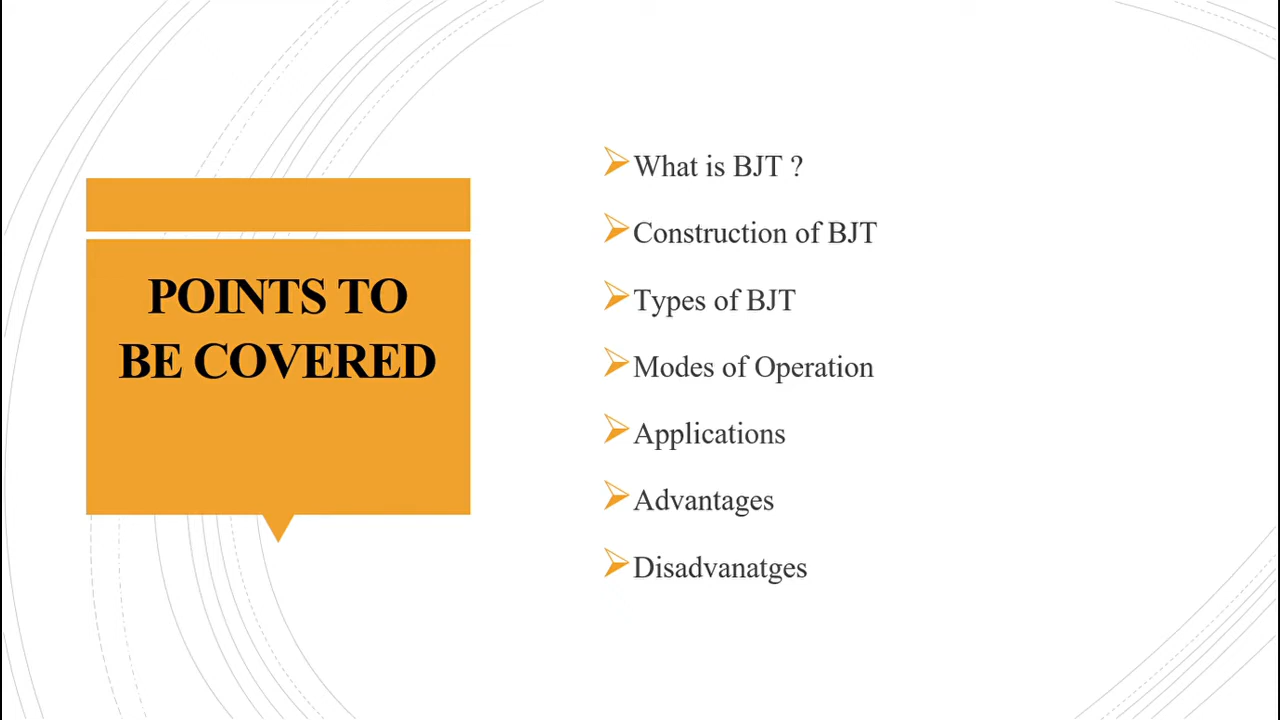 POINTS TO
BE COVERED
What is BJT ?
Construction of BJT
Types of BJT
Modes of Operation
Applications
Advantages
Disadvanatges